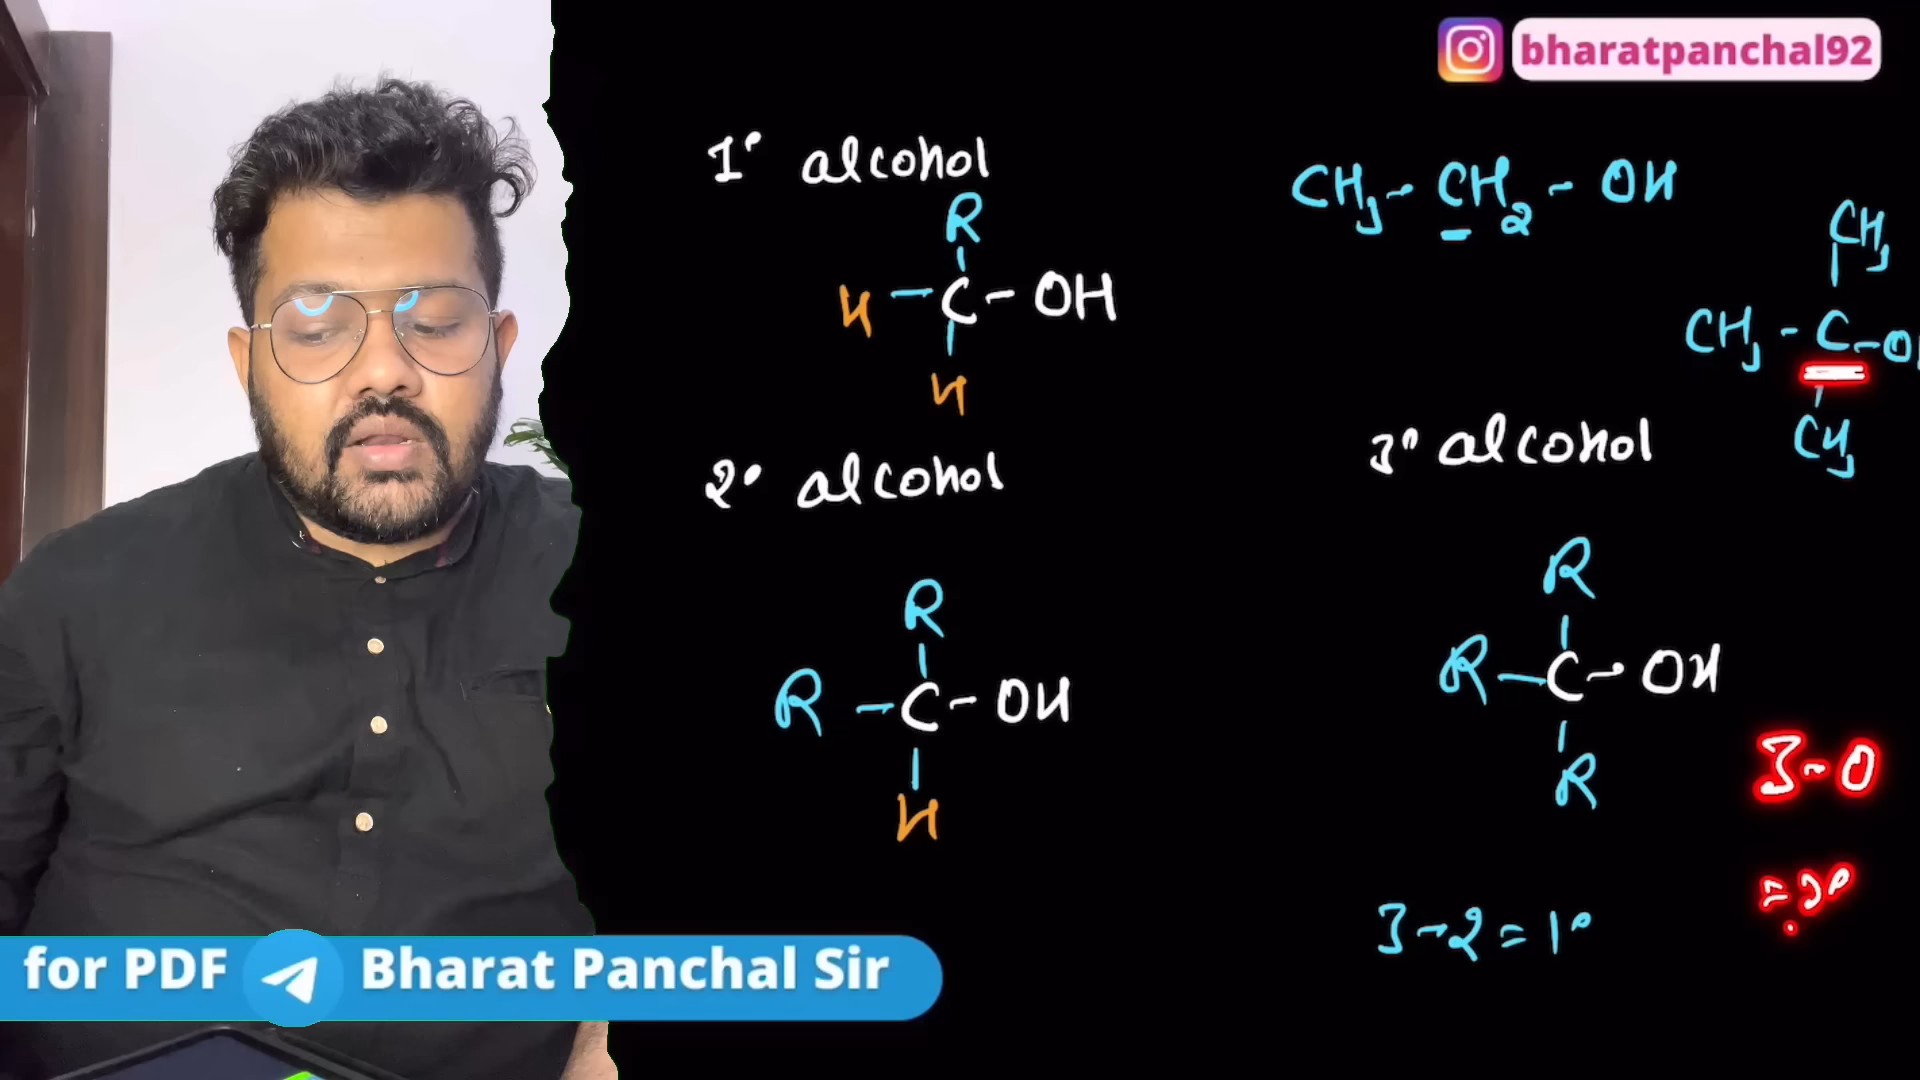 bharatpanchal92
1° alcohol
R
H - C - OH
H
CH3 - CH2 - OH
CH3
CH3 - C - O
CH3
2° alcohol
R
R - C - OH
H
3° alcohol
R
R - C - OH
R
3 - 0
= 3°
3 - 2 = 1°
for PDF Bharat Panchal Sir